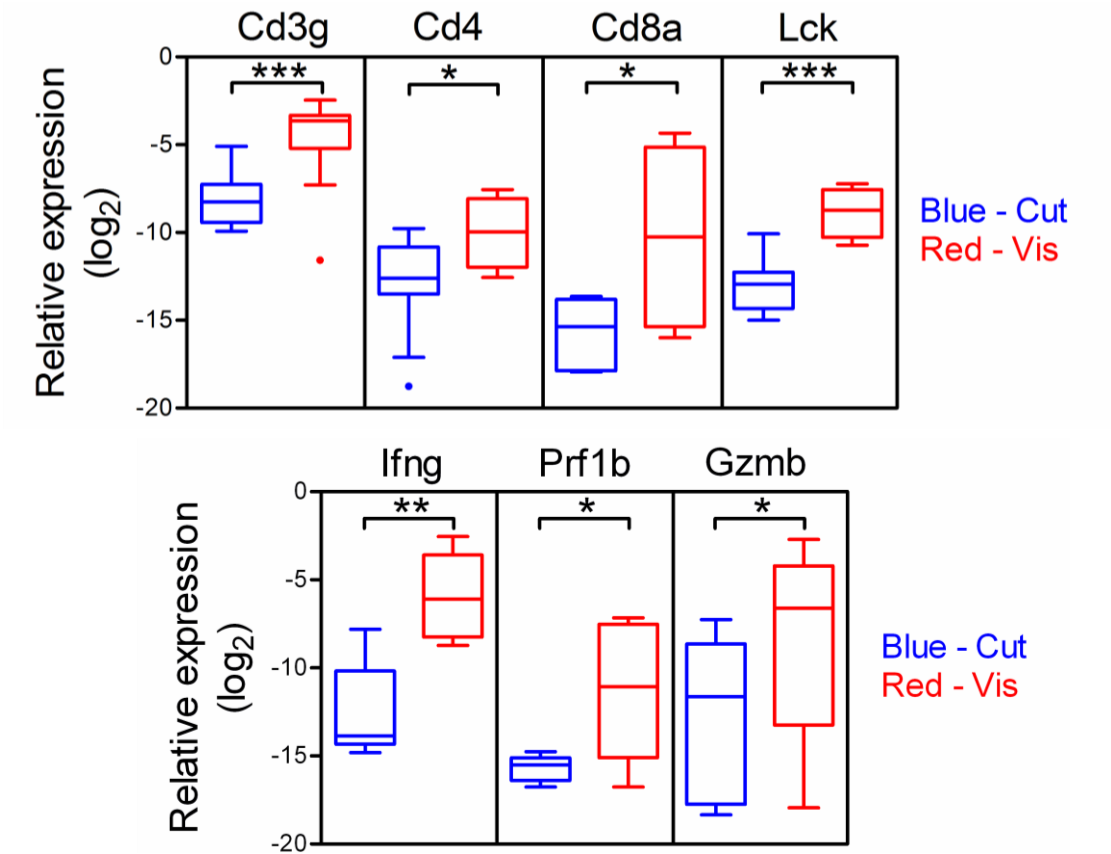 Cd3g Cd4 Cd8a Lck
*** * * ***
Relative expression
(log2)
0
-5
-10
-15
-20
Blue - Cut
Red - Vis
Ifng Prf1b Gzmb
** * *
Relative expression
(log2)
0
-5
-10
-15
-20
Blue - Cut
Red - Vis